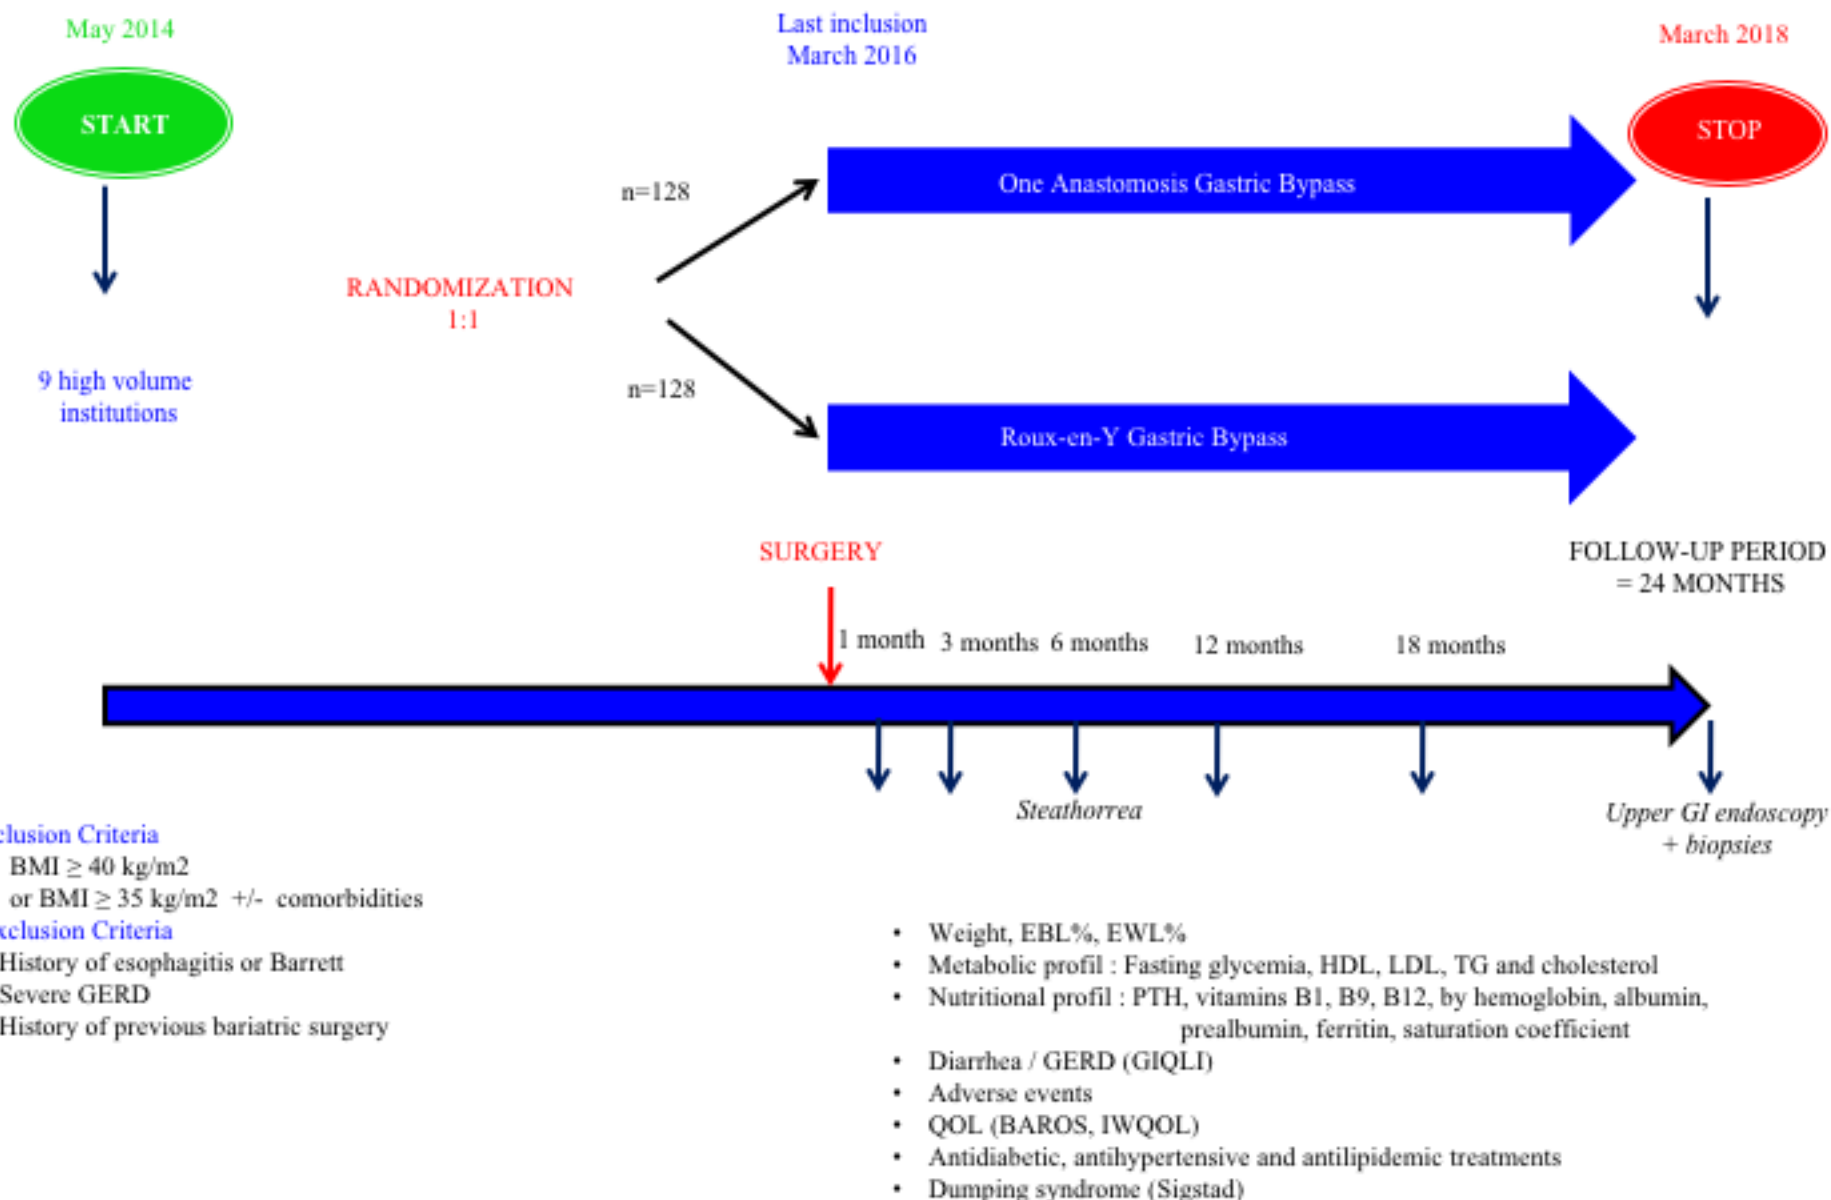 May 2014
Last inclusion
March 2016
March 2018
START
STOP
n=128
One Anastomosis Gastric Bypass
RANDOMIZATION
1:1
9 high volume
institutions
n=128
Roux-en-Y Gastric Bypass
SURGERY
FOLLOW-UP PERIOD
= 24 MONTHS
1 month
3 months
6 months
12 months
18 months
Steathorrea
Upper GI endoscopy
+ biopsies
clusion Criteria
BMI ≥ 40 kg/m2
or BMI ≥ 35 kg/m2 +/- comorbidities
xclusion Criteria
History of esophagitis or Barrett
Severe GERD
History of previous bariatric surgery
• Weight, EBL%, EWL%
• Metabolic profil : Fasting glycemia, HDL, LDL, TG and cholesterol
• Nutritional profil : PTH, vitamins B1, B9, B12, by hemoglobin, albumin,
prealbumin, ferritin, saturation coefficient
• Diarrhea / GERD (GIQLI)
• Adverse events
• QOL (BAROS, IWQOL)
• Antidiabetic, antihypertensive and antilipidemic treatments
• Dumping syndrome (Sigstad)